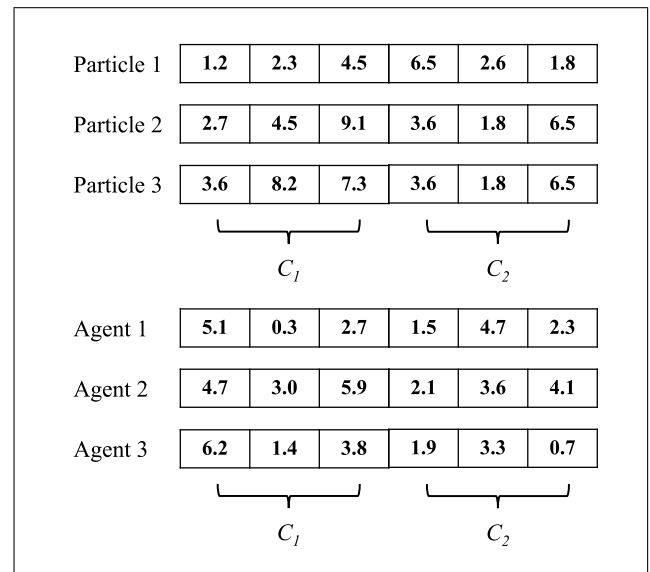 Particle 1 1.2 2.3 4.5 6.5 2.6 1.8
Particle 2 2.7 4.5 9.1 3.6 1.8 6.5
Particle 3 3.6 8.2 7.3 3.6 1.8 6.5
C1 C2
Agent 1 5.1 0.3 2.7 1.5 4.7 2.3
Agent 2 4.7 3.0 5.9 2.1 3.6 4.1
Agent 3 6.2 1.4 3.8 1.9 3.3 0.7
C1 C2